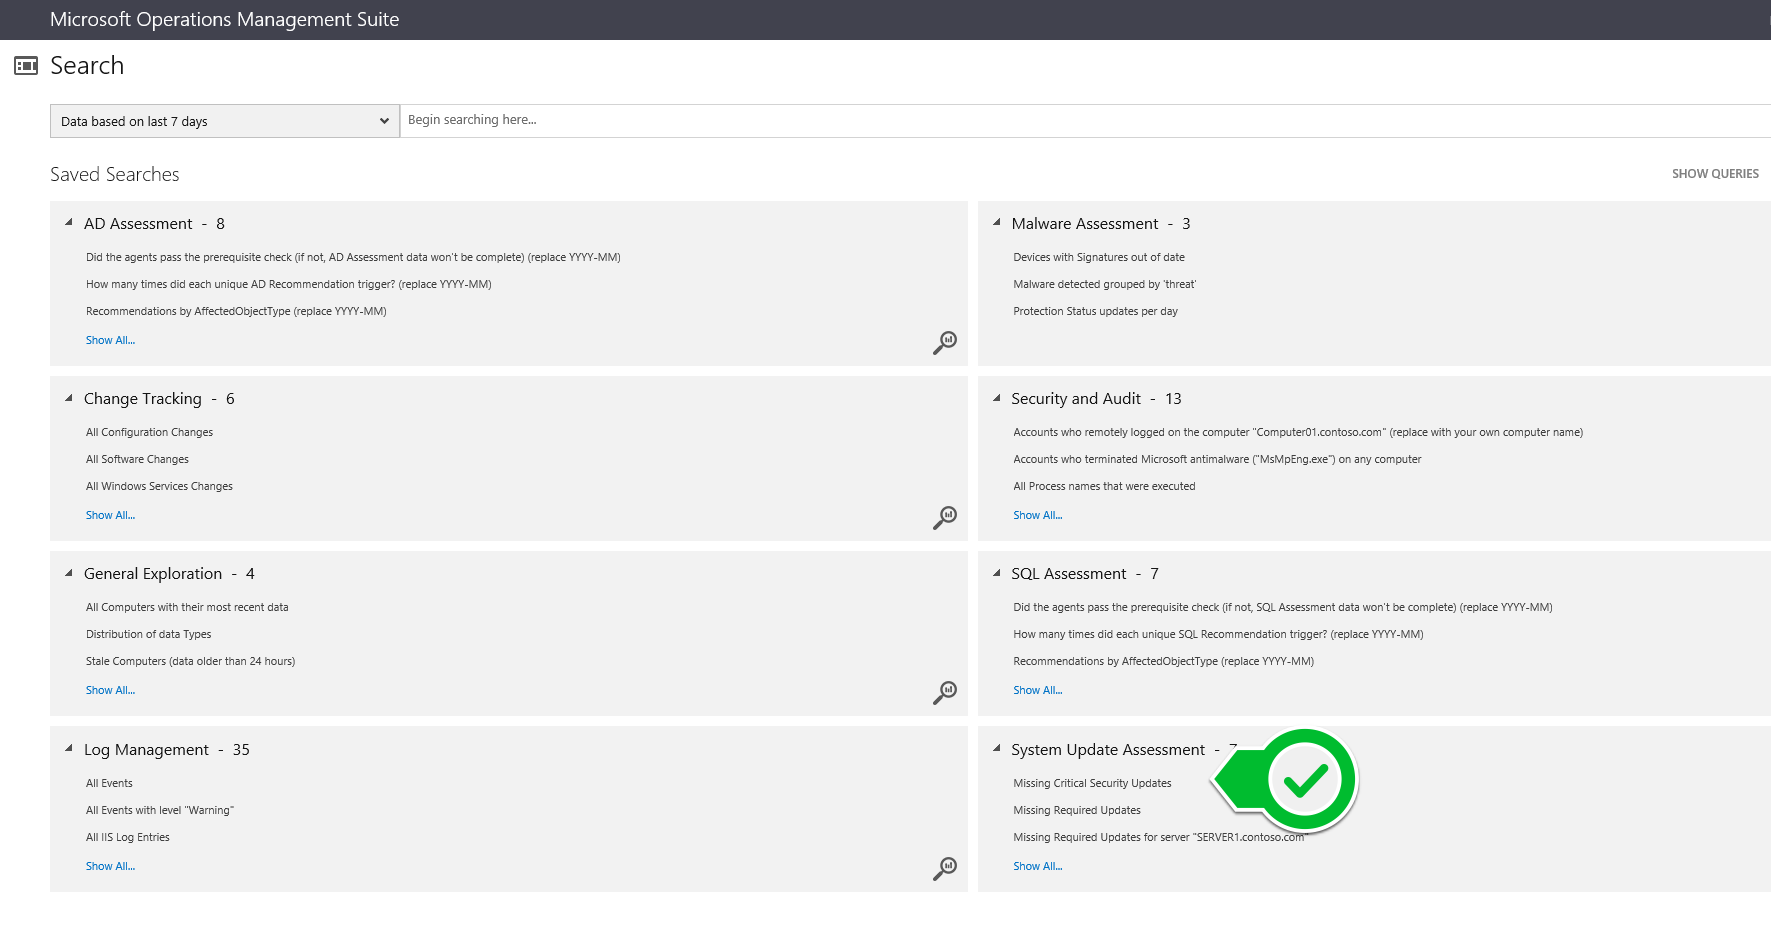 Microsoft Operations Management Suite
Search
Data based on last 7 days
Begin searching here...
Saved Searches
SHOW QUERIES
AD Assessment - 8
Did the agents pass the prerequisite check (if not, AD Assessment data won't be complete) (replace YYYY-MM)
How many times did each unique AD Recommendation trigger? (replace YYYY-MM)
Recommendations by AffectedObjectType (replace YYYY-MM)
Show All...
Malware Assessment - 3
Devices with Signatures out of date
Malware detected grouped by 'threat'
Protection Status updates per day
Change Tracking - 6
All Configuration Changes
All Software Changes
All Windows Services Changes
Show All...
Security and Audit - 13
Accounts who remotely logged on the computer "Computer01.contoso.com" (replace with your own computer name)
Accounts who terminated Microsoft antimalware ("MsMpEng.exe") on any computer
All Process names that were executed
Show All...
General Exploration - 4
All Computers with their most recent data
Distribution of data Types
Stale Computers (data older than 24 hours)
Show All...
SQL Assessment - 7
Did the agents pass the prerequisite check (if not, SQL Assessment data won't be complete) (replace YYYY-MM)
How many times did each unique SQL Recommendation trigger? (replace YYYY-MM)
Recommendations by AffectedObjectType (replace YYYY-MM)
Show All...
Log Management - 35
All Events
All Events with level "Warning"
All IIS Log Entries
Show All...
System Update Assessment -
Missing Critical Security Updates
Missing Required Updates
Missing Required Updates for server "SERVER1.contoso.com"
Show All...